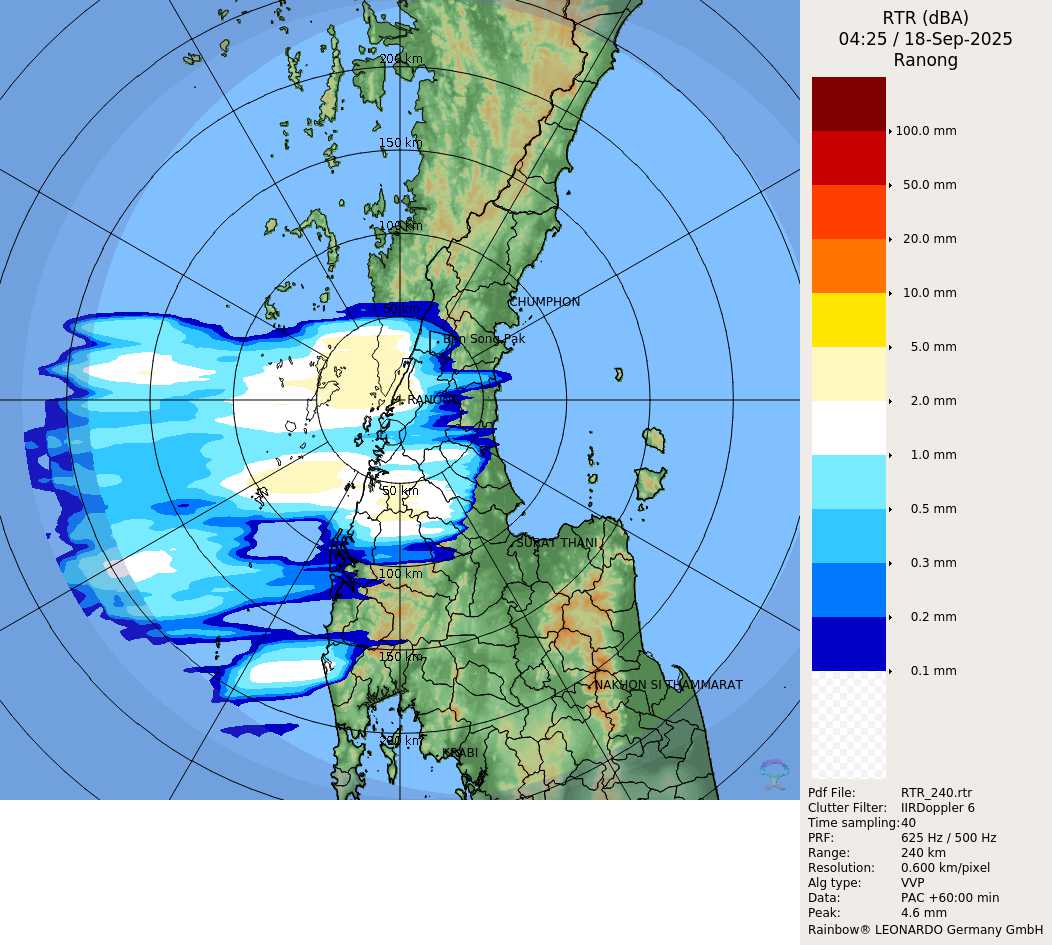 RTR (dBA)
04:25 / 18-Sep-2025
Ranong
200 km
150 km
100 km
CHUMPHON
50 km
Ban Song Pak
RANONG
50 km
SURAT THANI
100 km
150 km
NAKHON SI THAMMARAT
200 km
KRABI
100.0 mm
50.0 mm
20.0 mm
10.0 mm
5.0 mm
2.0 mm
1.0 mm
0.5 mm
0.3 mm
0.2 mm
0.1 mm
Pdf File: RTR_240.rtr
Clutter Filter: IIRDoppler 6
Time sampling:40
PRF: 625 Hz / 500 Hz
Range: 240 km
Resolution: 0.600 km/pixel
Alg type: VVP
Data: PAC +60:00 min
Peak: 4.6 mm
Rainbow® LEONARDO Germany GmbH